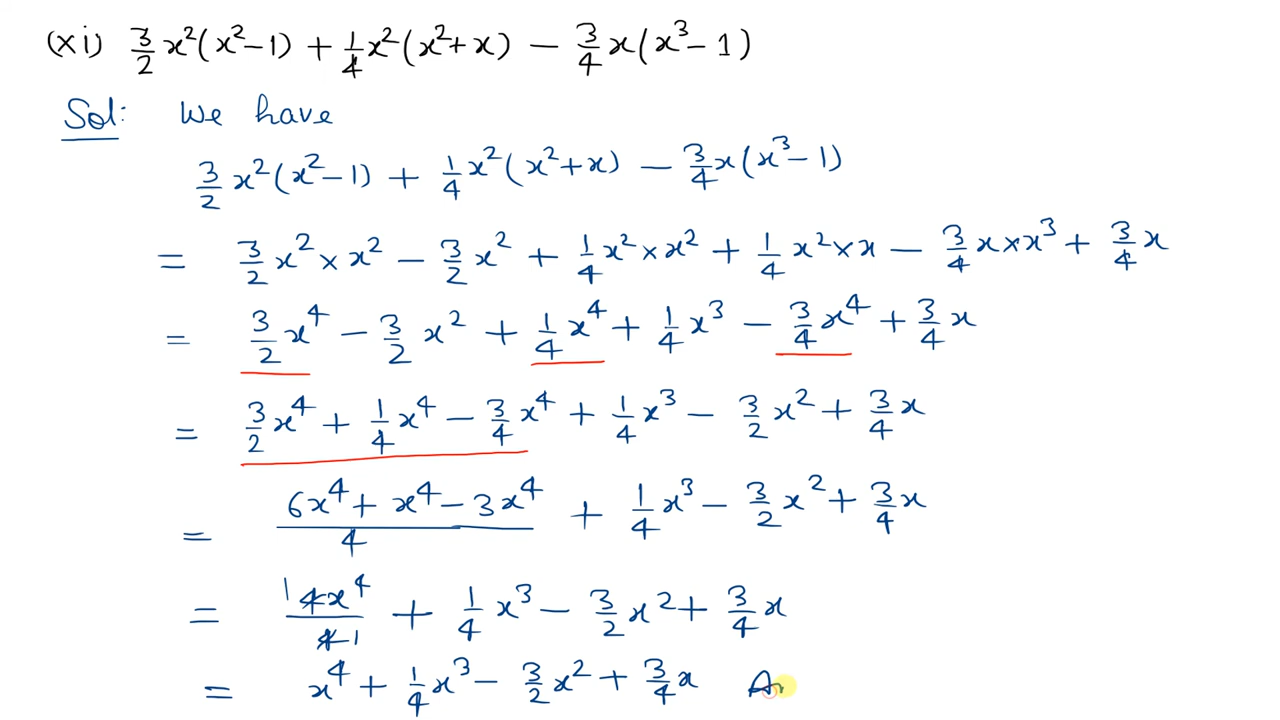 (xi) 3/2 x²(x²-1) + 1/4 x²(x²+x) - 3/4 x(x³-1)
Sol: We have
3/2 x²(x²-1) + 1/4 x²(x²+x) - 3/4 x(x³-1)
= 3/2 x² × x² - 3/2 x² + 1/4 x² × x² + 1/4 x² × x - 3/4 x × x³ + 3/4 x
= 3/2 x⁴ - 3/2 x² + 1/4 x⁴ + 1/4 x³ - 3/4 x⁴ + 3/4 x
= 3/2 x⁴ + 1/4 x⁴ - 3/4 x⁴ + 1/4 x³ - 3/2 x² + 3/4 x
= (6x⁴ + x⁴ - 3x⁴)/4 + 1/4 x³ - 3/2 x² + 3/4 x
= 1 4x⁴/4 1 + 1/4 x³ - 3/2 x² + 3/4 x
= x⁴ + 1/4 x³ - 3/2 x² + 3/4 x